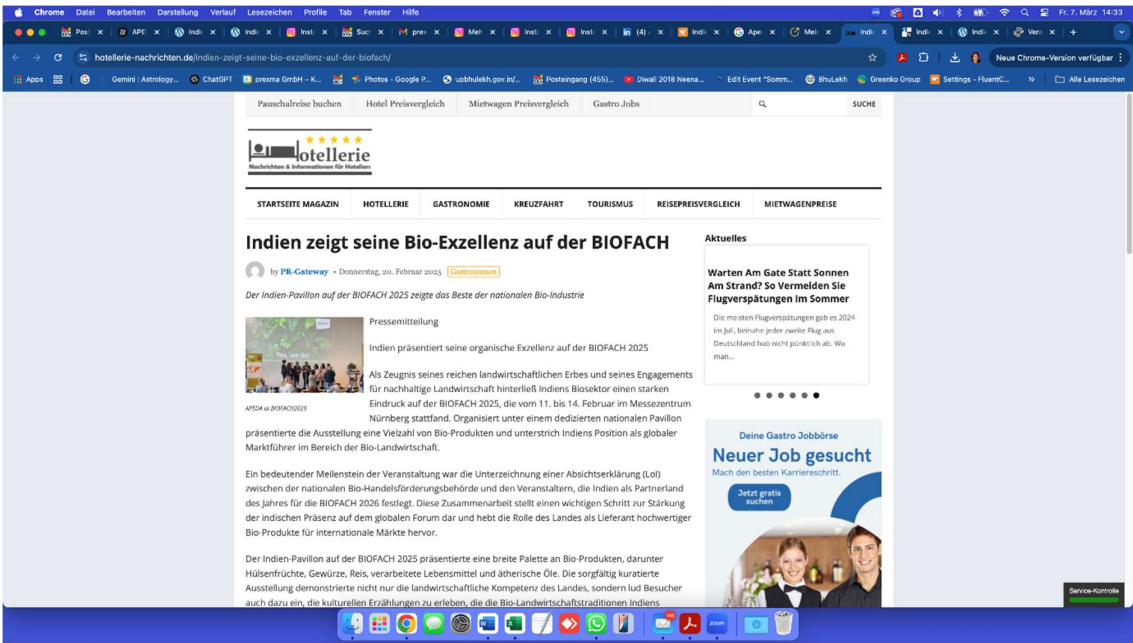 Chrome Datei Bearbeiten Darstellung Verlauf Lesezeichen Profile Tab Fenster Hilfe Fr. 7. März 14:33
hotellerie-nachrichten.de/indien-zeigt-seine-bio-exzellenz-auf-der-biofach/ Neue Chrome-Version verfügbar
Apps Gemini : Astrology... ChatGPT prexma GmbH – K... Photos - Google P... upbhulekh.gov.in/... Posteingang (455)... Diwali 2018 Neena... Edit Event "Somm... BhuLekh Greenko Group Settings - FluentC... » Alle Lesezeichen
Pauschalreise buchen Hotel Preisvergleich Mietwagen Preisvergleich Gastro Jobs SUCHE
Hotellerie
Nachrichten & Informationen für Hoteliers
STARTSEITE MAGAZIN HOTELLERIE GASTRONOMIE KREUZFAHRT TOURISMUS REISEPREISVERGLEICH MIETWAGENPREISE
Indien zeigt seine Bio-Exzellenz auf der BIOFACH
by PR-Gateway • Donnerstag, 20. Februar 2025 Gastronomen
Der Indien-Pavillon auf der BIOFACH 2025 zeigte das Beste der nationalen Bio-Industrie
Yes, we do!
APEDA at BIOFACH2025
Pressemitteilung
Indien präsentiert seine organische Exzellenz auf der BIOFACH 2025
Als Zeugnis seines reichen landwirtschaftlichen Erbes und seines Engagements
für nachhaltige Landwirtschaft hinterließ Indiens Biosektor einen starken
Eindruck auf der BIOFACH 2025, die vom 11. bis 14. Februar im Messezentrum
Nürnberg stattfand. Organisiert unter einem dedizierten nationalen Pavillon
präsentierte die Ausstellung eine Vielzahl von Bio-Produkten und unterstrich Indiens Position als globaler
Marktführer im Bereich der Bio-Landwirtschaft.
Ein bedeutender Meilenstein der Veranstaltung war die Unterzeichnung einer Absichtserklärung (LoI)
zwischen der nationalen Bio-Handelsförderungsbehörde und den Veranstaltern, die Indien als Partnerland
des Jahres für die BIOFACH 2026 festlegt. Diese Zusammenarbeit stellt einen wichtigen Schritt zur Stärkung
der indischen Präsenz auf dem globalen Forum dar und hebt die Rolle des Landes als Lieferant hochwertiger
Bio-Produkte für internationale Märkte hervor.
Der Indien-Pavillon auf der BIOFACH 2025 präsentierte eine breite Palette an Bio-Produkten, darunter
Hülsenfrüchte, Gewürze, Reis, verarbeitete Lebensmittel und ätherische Öle. Die sorgfältig kuratierte
Ausstellung demonstrierte nicht nur die landwirtschaftliche Kompetenz des Landes, sondern lud Besucher
auch dazu ein, die kulturellen Erzählungen zu erleben, die die Bio-Landwirtschaftstraditionen Indiens
Aktuelles
Warten Am Gate Statt Sonnen
Am Strand? So Vermeiden Sie
Flugverspätungen Im Sommer
Die meisten Flugverspätungen gab es 2024
im Juli, beinahe jeder zweite Flug aus
Deutschland hob nicht pünktlich ab. Wo
man...
Deine Gastro Jobbörse
Neuer Job gesucht
Mach den besten Karriereschritt.
Jetzt gratis
suchen
Service-Kontrolle
zoom